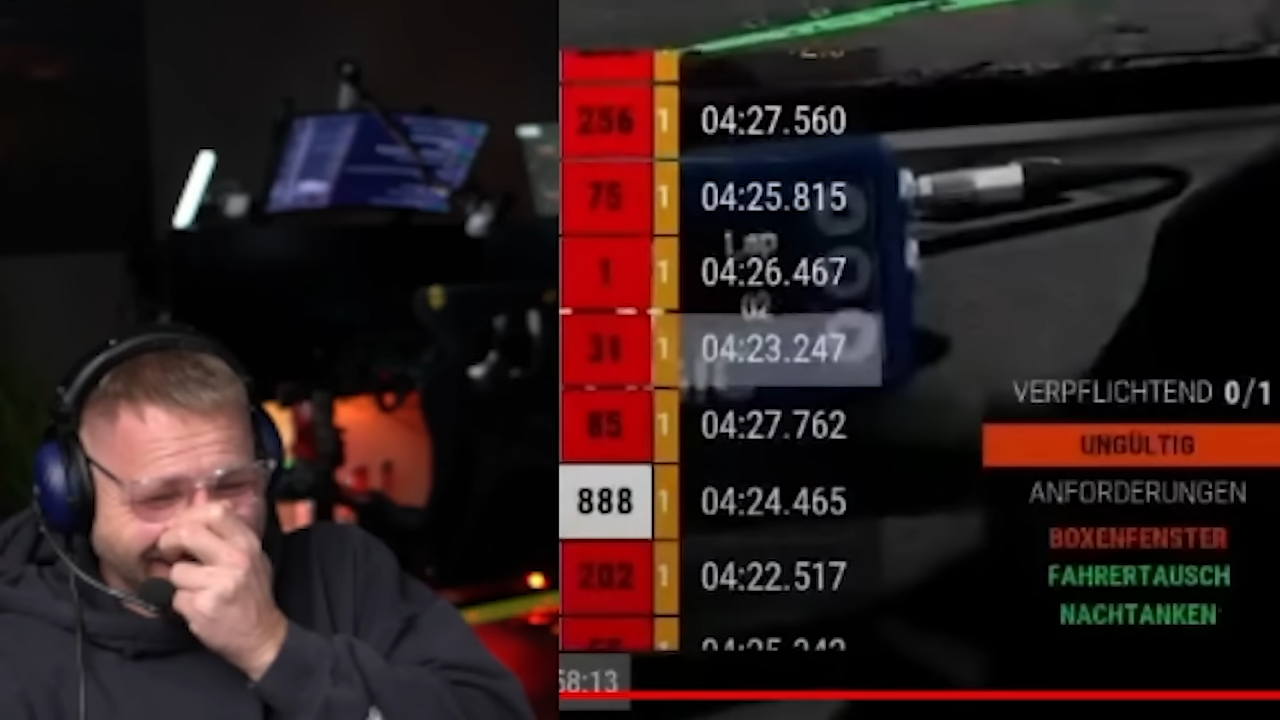 256 1 04:27.560
75 1 04:25.815
Lap
1 1 04:26.467
02
31 1 04:23.247
85 1 04:27.762
888 1 04:24.465
202 1 04:22.517
58:13
VERPFLICHTEND 0/1
UNGÜLTIG
ANFORDERUNGEN
BOXENFENSTER
FAHRERTAUSCH
NACHTANKEN